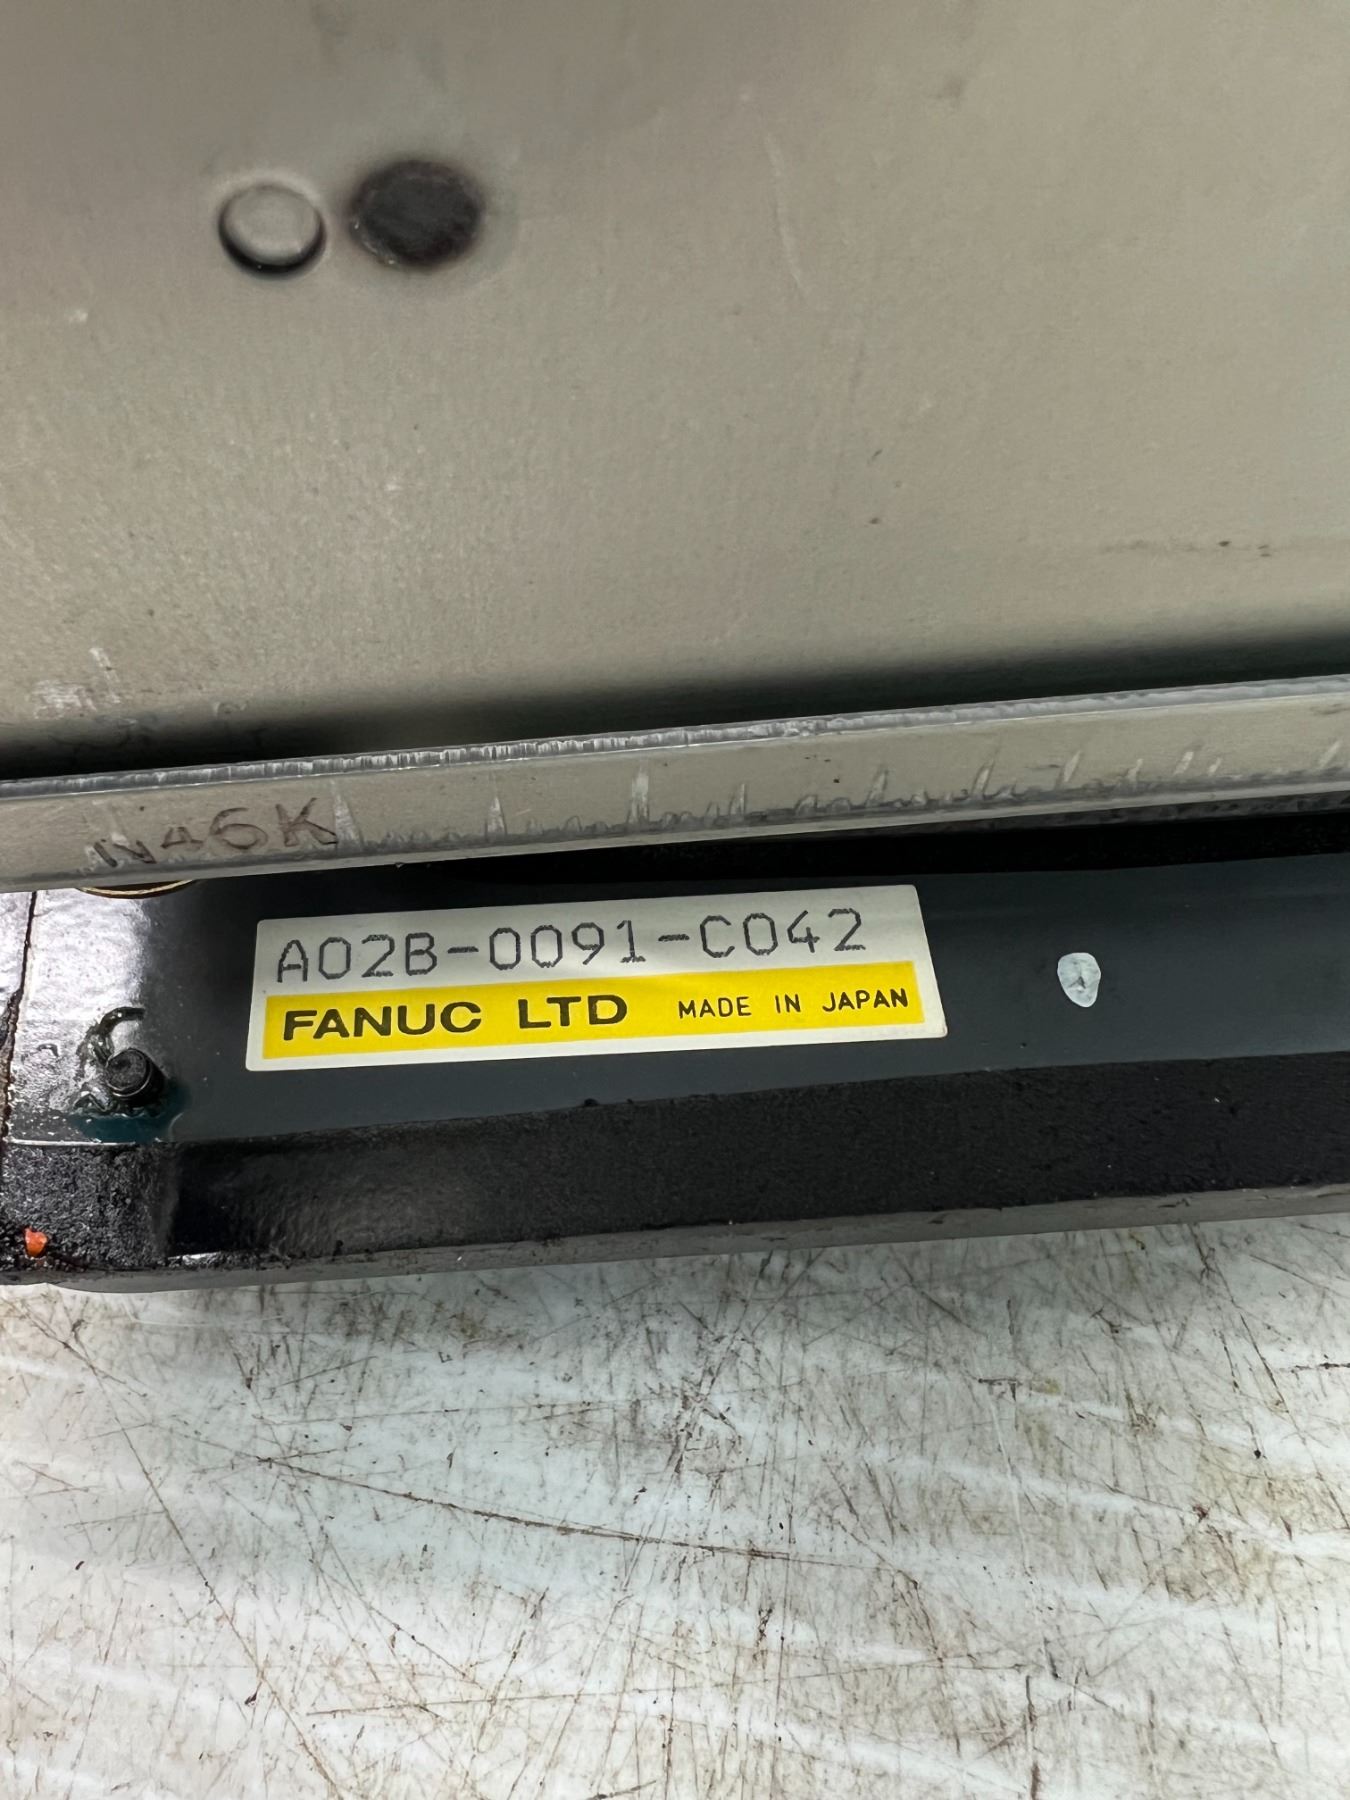 N46K
A02B-0091-C042
FANUC LTD MADE IN JAPAN